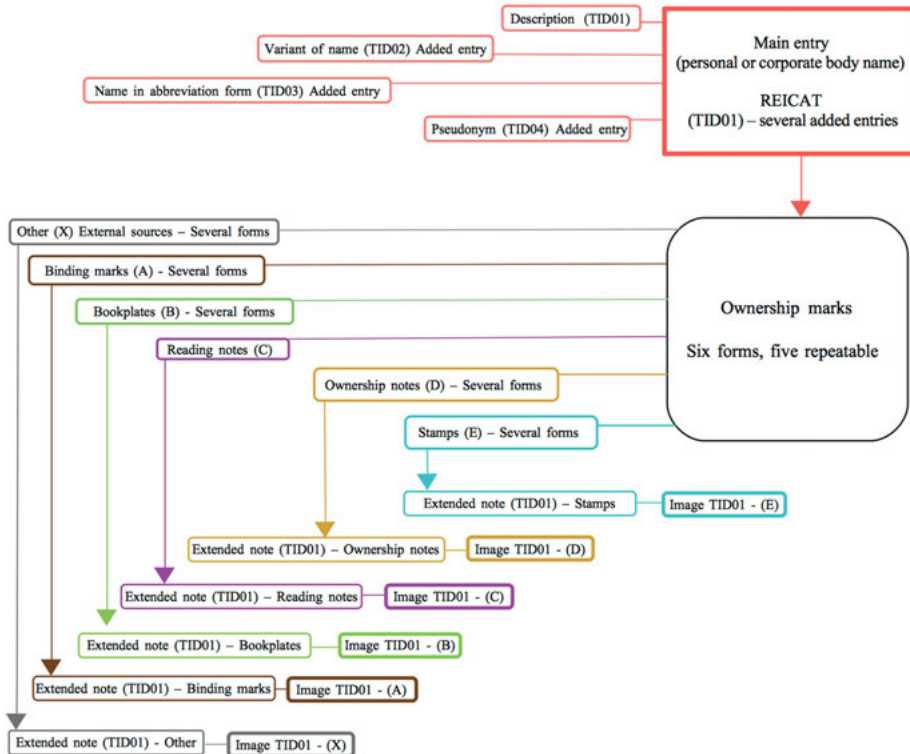 Description (TID01)
Variant of name (TID02) Added entry
Name in abbreviation form (TID03) Added entry
Pseudonym (TID04) Added entry
Main entry
(personal or corporate body name)
REICAT
(TID01) – several added entries
Other (X) External sources – Several forms
Binding marks (A) - Several forms
Bookplates (B) - Several forms
Reading notes (C)
Ownership notes (D) – Several forms
Stamps (E) – Several forms
Ownership marks
Six forms, five repeatable
Extended note (TID01) – Stamps
Image TID01 - (E)
Extended note (TID01) – Ownership notes
Image TID01 - (D)
Extended note (TID01) – Reading notes
Image TID01 - (C)
Extended note (TID01) – Bookplates
Image TID01 - (B)
Extended note (TID01) – Binding marks
Image TID01 - (A)
Extended note (TID01) - Other
Image TID01 - (X)